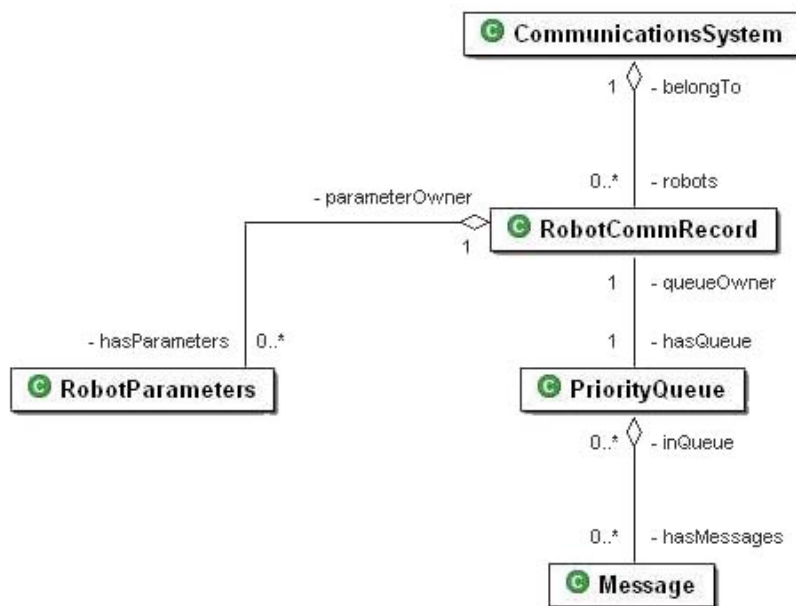 C CommunicationsSystem
1 - belongTo
0..* - robots
- parameterOwner
C RobotCommRecord
1
1 - queueOwner
- hasParameters 0..*
1 - hasQueue
C RobotParameters
C PriorityQueue
0..* - inQueue
0..* - hasMessages
C Message